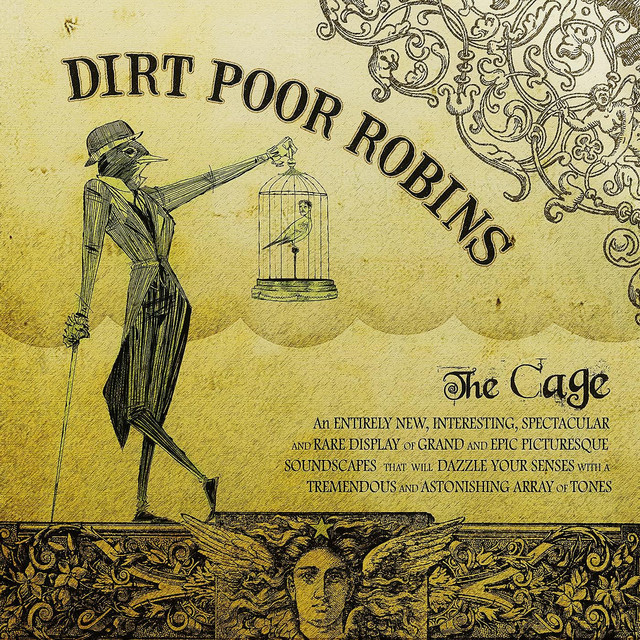 DIRT POOR ROBINS
The Cage
An ENTIRELY NEW, INTERESTING, SPECTACULAR
AND RARE DISPLAY OF GRAND AND EPIC PICTURESQUE
SOUNDSCAPES THAT WILL DAZZLE YOUR SENSES WITH A
TREMENDOUS AND ASTONISHING ARRAY OF TONES